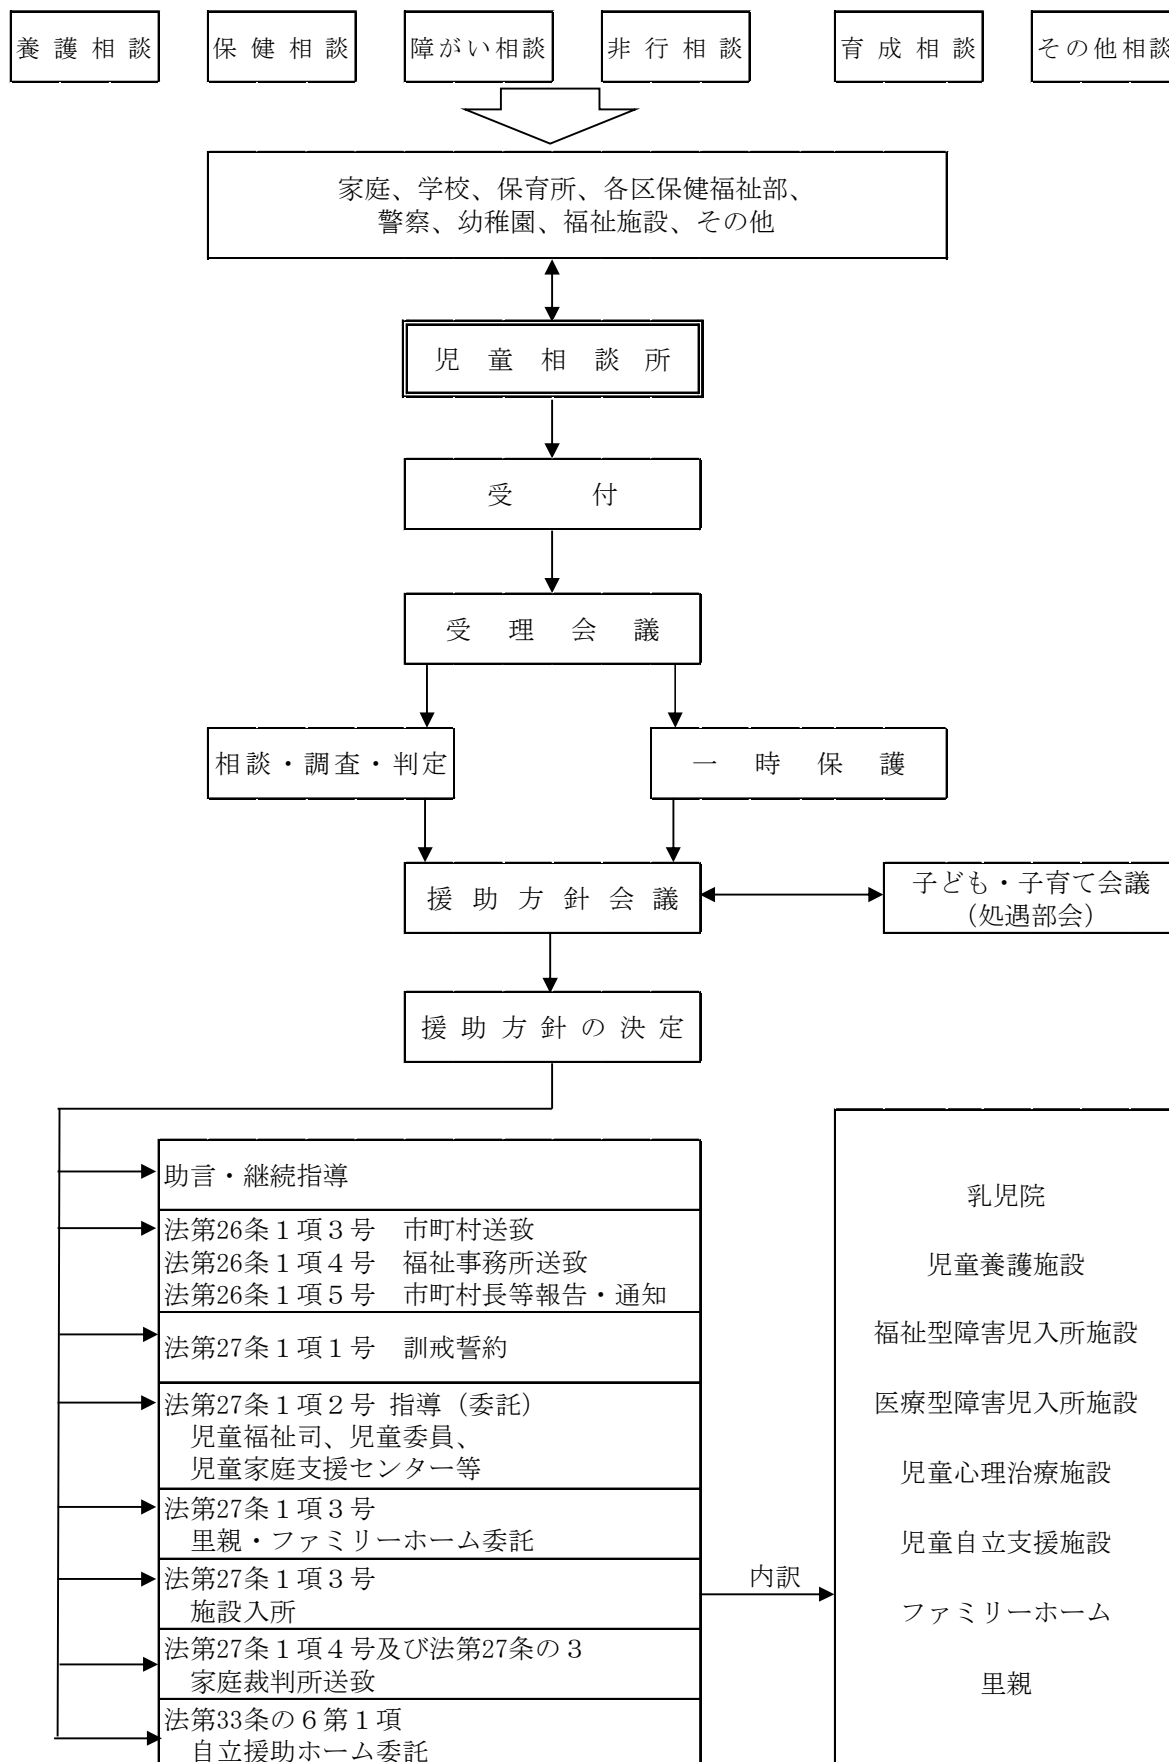 養護相談
保健相談
障がい相談
非行相談
育成相談
その他相談
家庭、学校、保育所、各区保健福祉部、
警察、幼稚園、福祉施設、その他
児童相談所
受付
受理会議
相談・調査・判定
一時保護
援助方針会議
子ども・子育て会議
（処遇部会）
援助方針の決定
助言・継続指導
法第26条１項３号　市町村送致
法第26条１項４号　福祉事務所送致
法第26条１項５号　市町村長等報告・通知
法第27条１項１号　訓戒誓約
法第27条１項２号 指導（委託）
児童福祉司、児童委員、
児童家庭支援センター等
法第27条１項３号
里親・ファミリーホーム委託
法第27条１項３号
施設入所
法第27条１項４号及び法第27条の３
家庭裁判所送致
法第33条の６第１項
自立援助ホーム委託
内訳
乳児院
児童養護施設
福祉型障害児入所施設
医療型障害児入所施設
児童心理治療施設
児童自立支援施設
ファミリーホーム
里親